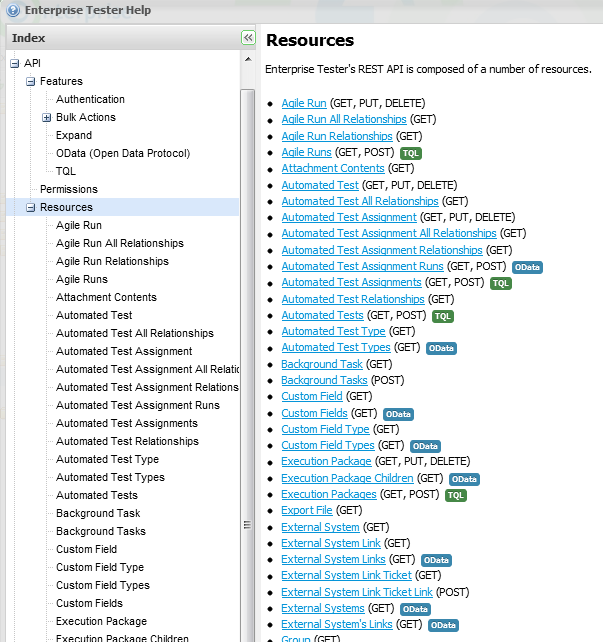 Enterprise Tester Help
Index
API
Features
Authentication
Bulk Actions
Expand
OData (Open Data Protocol)
TQL
Permissions
Resources
Agile Run
Agile Run All Relationships
Agile Run Relationships
Agile Runs
Attachment Contents
Automated Test
Automated Test All Relationships
Automated Test Assignment
Automated Test Assignment All Relatio
Automated Test Assignment Relations
Automated Test Assignment Runs
Automated Test Assignments
Automated Test Relationships
Automated Test Type
Automated Test Types
Automated Tests
Background Task
Background Tasks
Custom Field
Custom Field Type
Custom Field Types
Custom Fields
Execution Package
Execution Package Children
Resources
Enterprise Tester's REST API is composed of a number of resources.
Agile Run (GET, PUT, DELETE)
Agile Run All Relationships (GET)
Agile Run Relationships (GET)
Agile Runs (GET, POST) TQL
Attachment Contents (GET)
Automated Test (GET, PUT, DELETE)
Automated Test All Relationships (GET)
Automated Test Assignment (GET, PUT, DELETE)
Automated Test Assignment All Relationships (GET)
Automated Test Assignment Relationships (GET)
Automated Test Assignment Runs (GET, POST) OData
Automated Test Assignments (GET, POST) TQL
Automated Test Relationships (GET)
Automated Tests (GET, POST) TQL
Automated Test Type (GET)
Automated Test Types (GET) OData
Background Task (GET)
Background Tasks (POST)
Custom Field (GET)
Custom Fields (GET) OData
Custom Field Type (GET)
Custom Field Types (GET) OData
Execution Package (GET, PUT, DELETE)
Execution Package Children (GET) OData
Execution Packages (GET, POST) TQL
Export File (GET)
External System (GET)
External System Link (GET)
External System Links (GET) OData
External System Link Ticket (GET)
External System Link Ticket Link (POST)
External Systems (GET) OData
External System's Links (GET) OData
Group (GET)